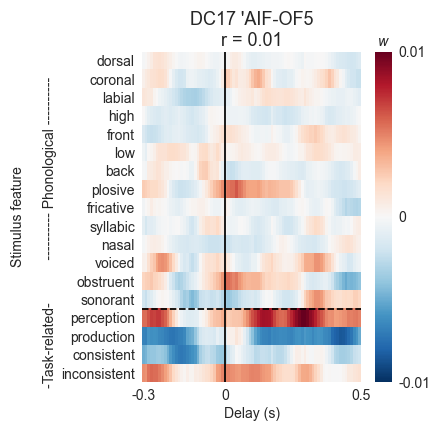 DC17 'AIF-OF5
r = 0.01
w
dorsal
coronal
labial
high
front
low
back
plosive
fricative
syllabic
nasal
voiced
obstruent
sonorant
perception
production
consistent
inconsistent
Stimulus feature
---------- Phonological ----------
-Task-related-
0.01
0
-0.01
-0.3
0
0.5
Delay (s)